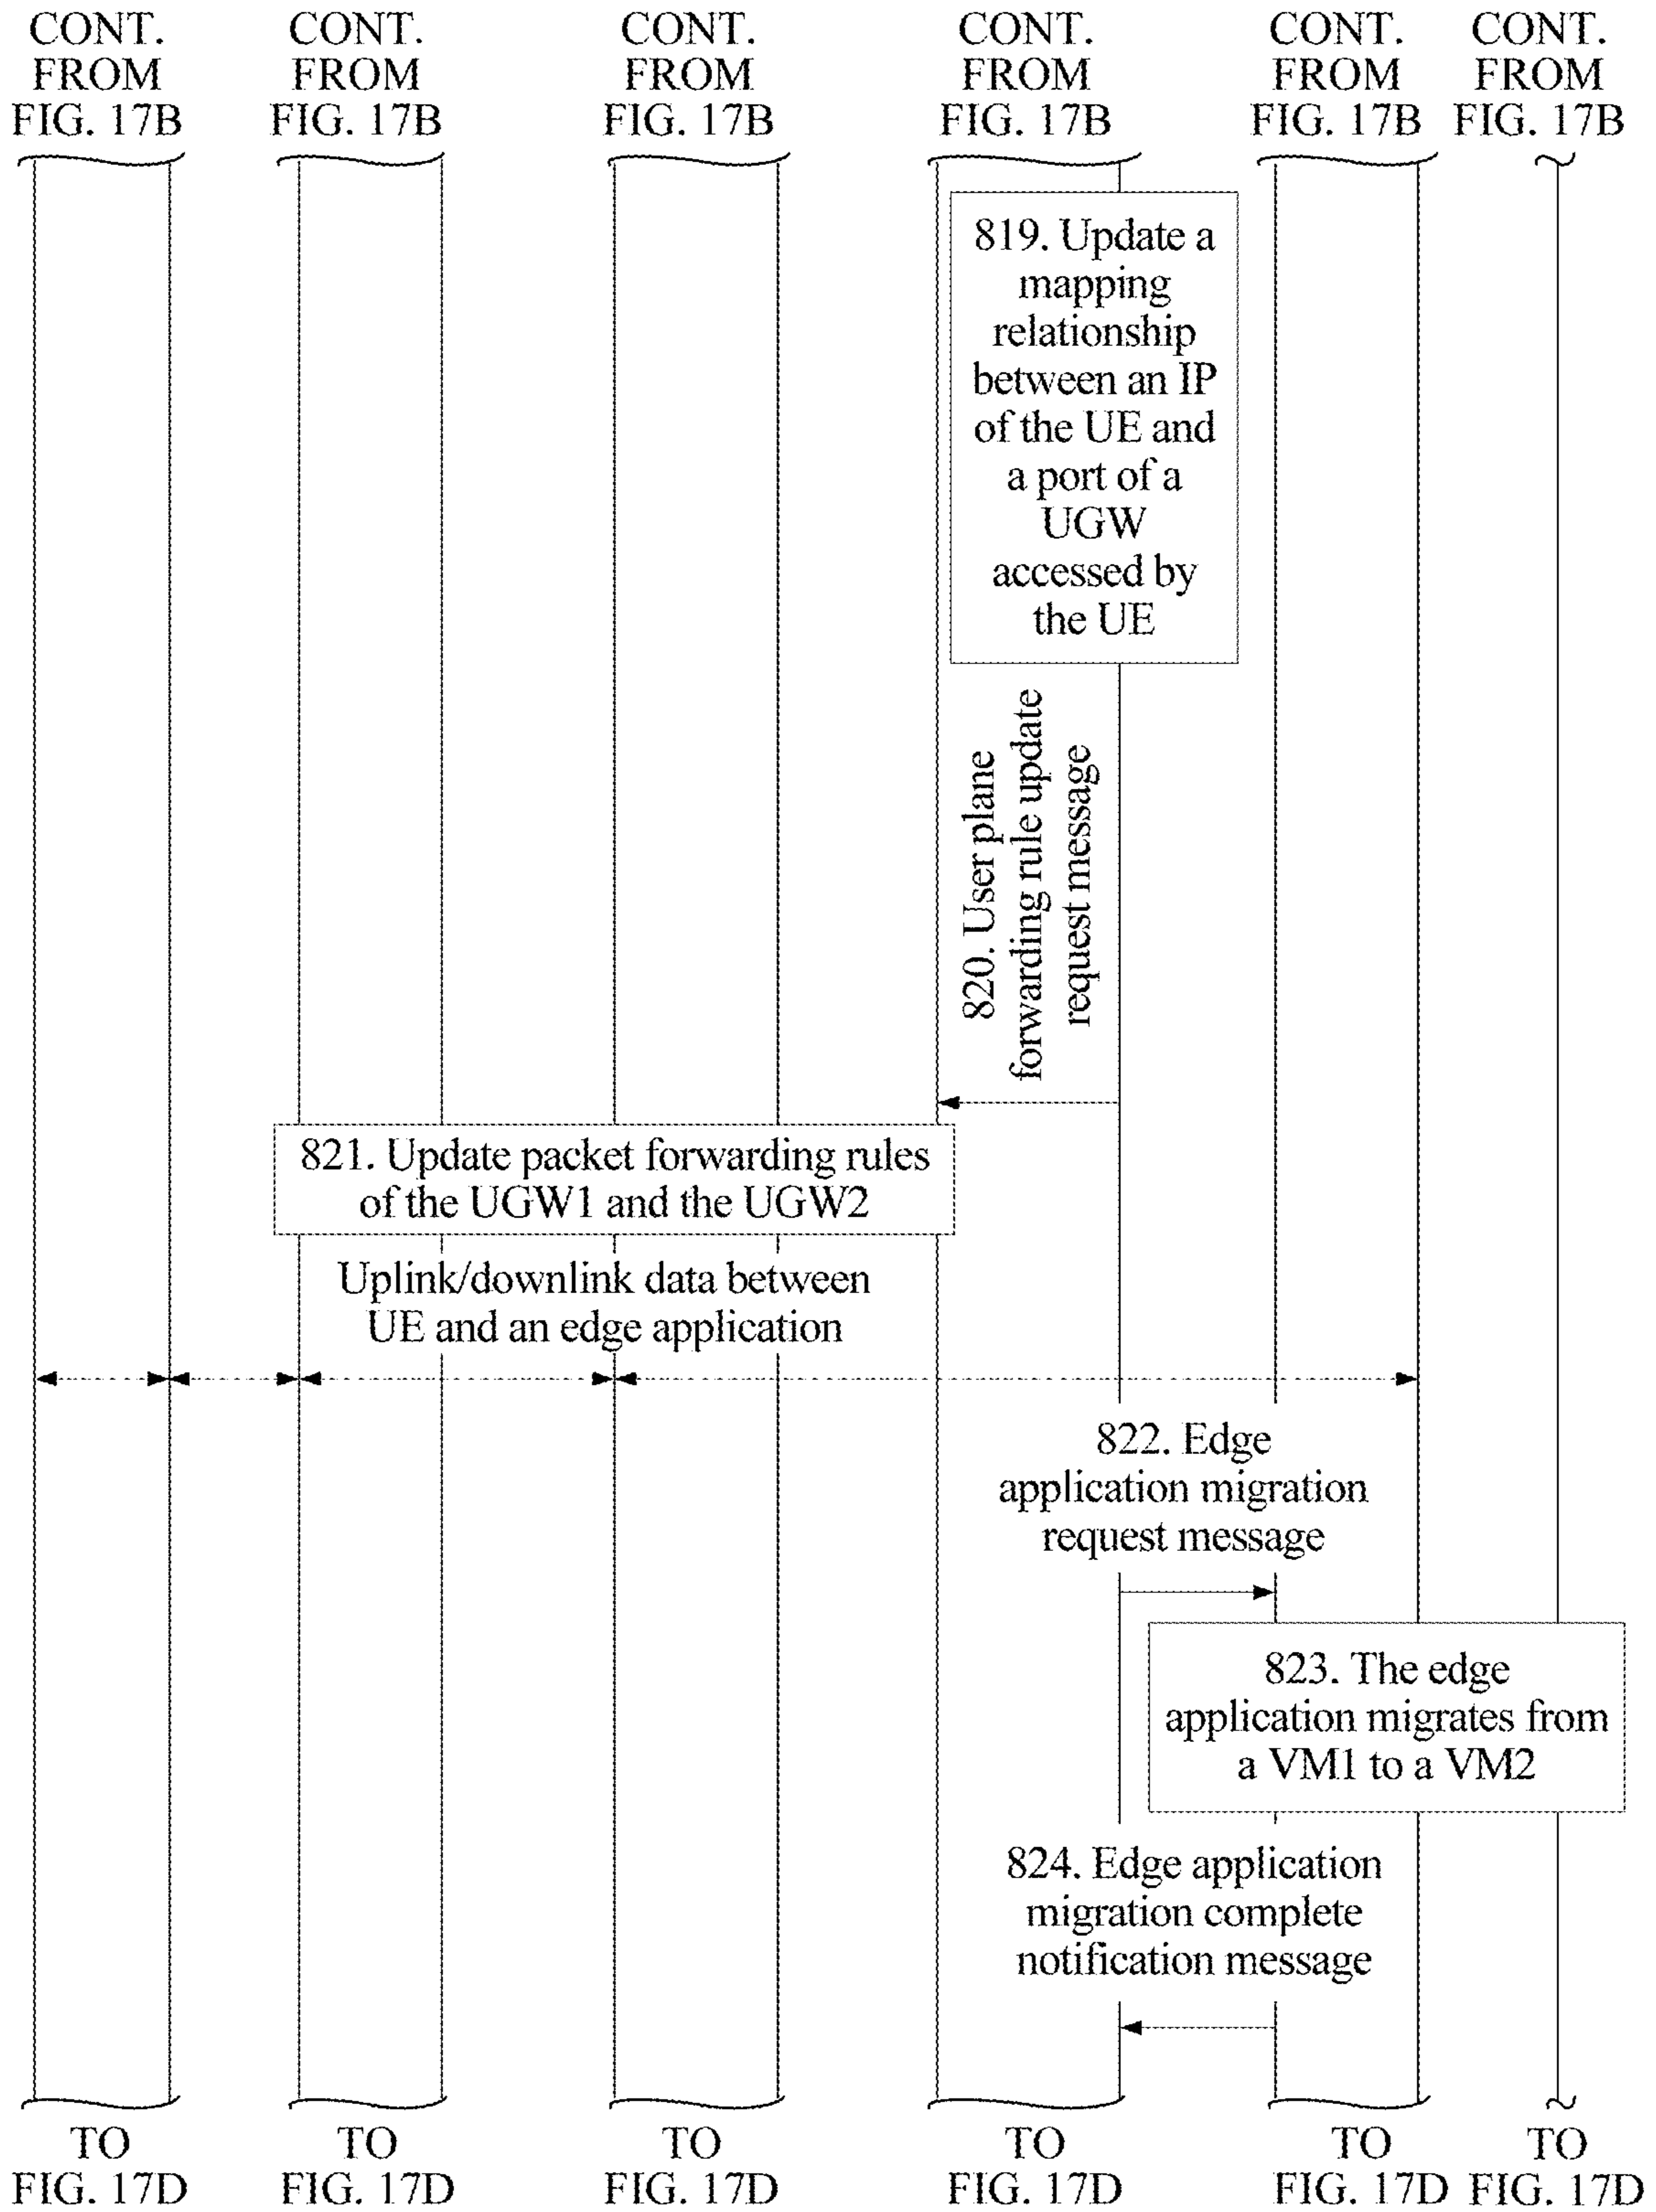 CONT. FROM FIG. 17B
CONT. FROM FIG. 17B
CONT. FROM FIG. 17B
CONT. FROM FIG. 17B
CONT. FROM FIG. 17B
CONT. FROM FIG. 17B
819. Update a
mapping
relationship
between an IP
of the UE and
a port of a
UGW
accessed by
the UE
820. User plane
forwarding rule update
request message
821. Update packet forwarding rules
of the UGW1 and the UGW2
Uplink/downlink data between
UE and an edge application
822. Edge
application migration
request message
823. The edge
application migrates from
a VM1 to a VM2
824. Edge application
migration complete
notification message
TO FIG. 17D
TO FIG. 17D
TO FIG. 17D
TO FIG. 17D
TO FIG. 17D
TO FIG. 17D